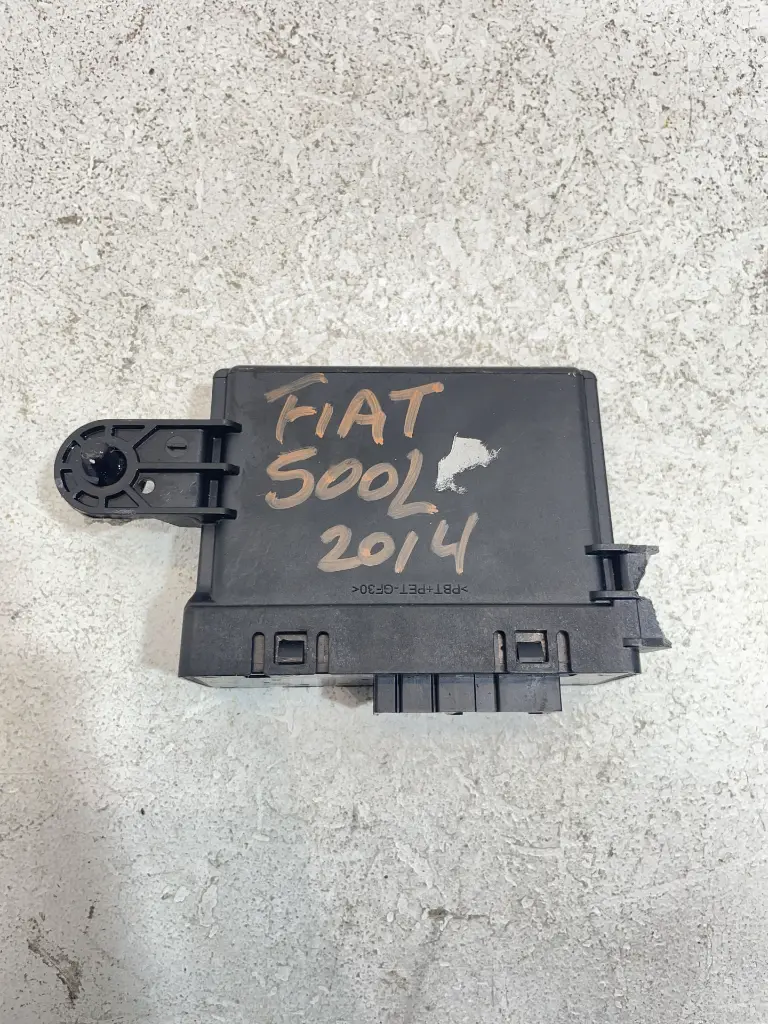 FIAT
500L
2014
>PBT+PET-GF30<